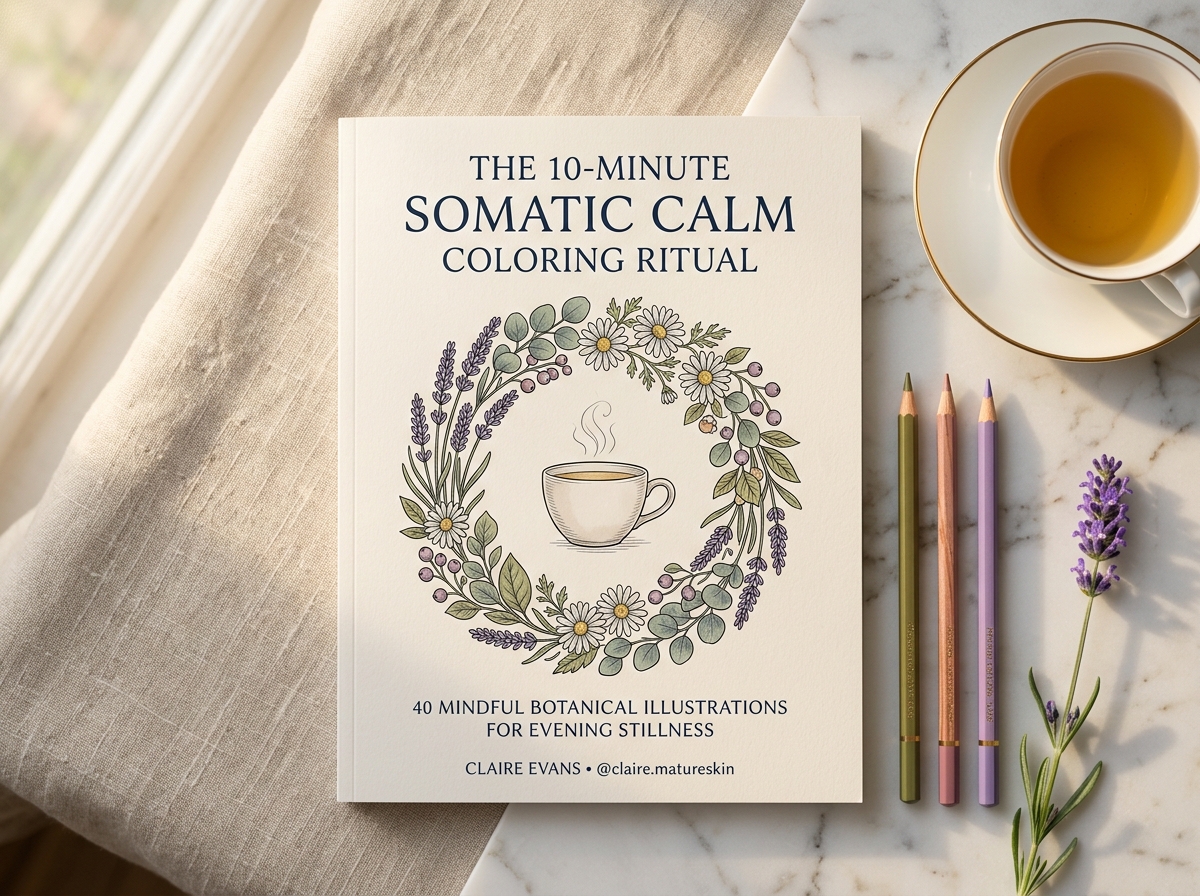 THE 10-MINUTE
SOMATIC CALM
COLORING RITUAL
40 MINDFUL BOTANICAL ILLUSTRATIONS
FOR EVENING STILLNESS
CLAIRE EVANS • @claire.matureskin